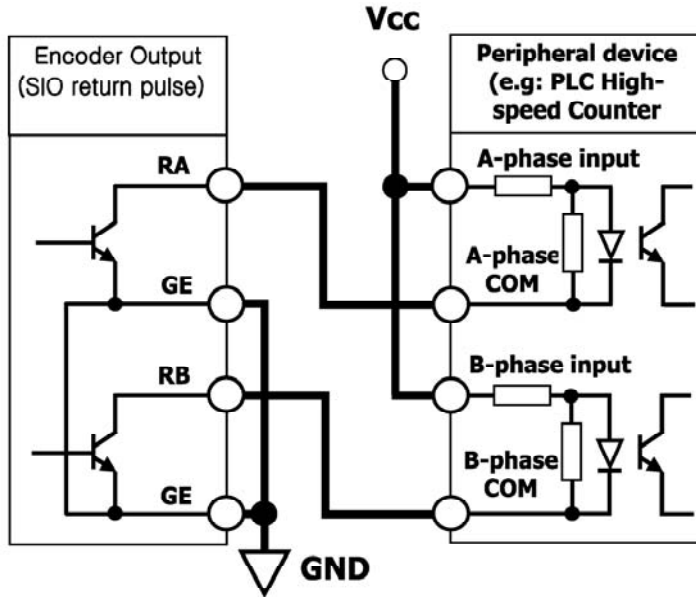 Encoder Output
(SIO return pulse)
RA
GE
RB
GE
Vcc
GND
Peripheral device
(e.g: PLC High-
speed Counter
A-phase input
A-phase
COM
B-phase input
B-phase
COM